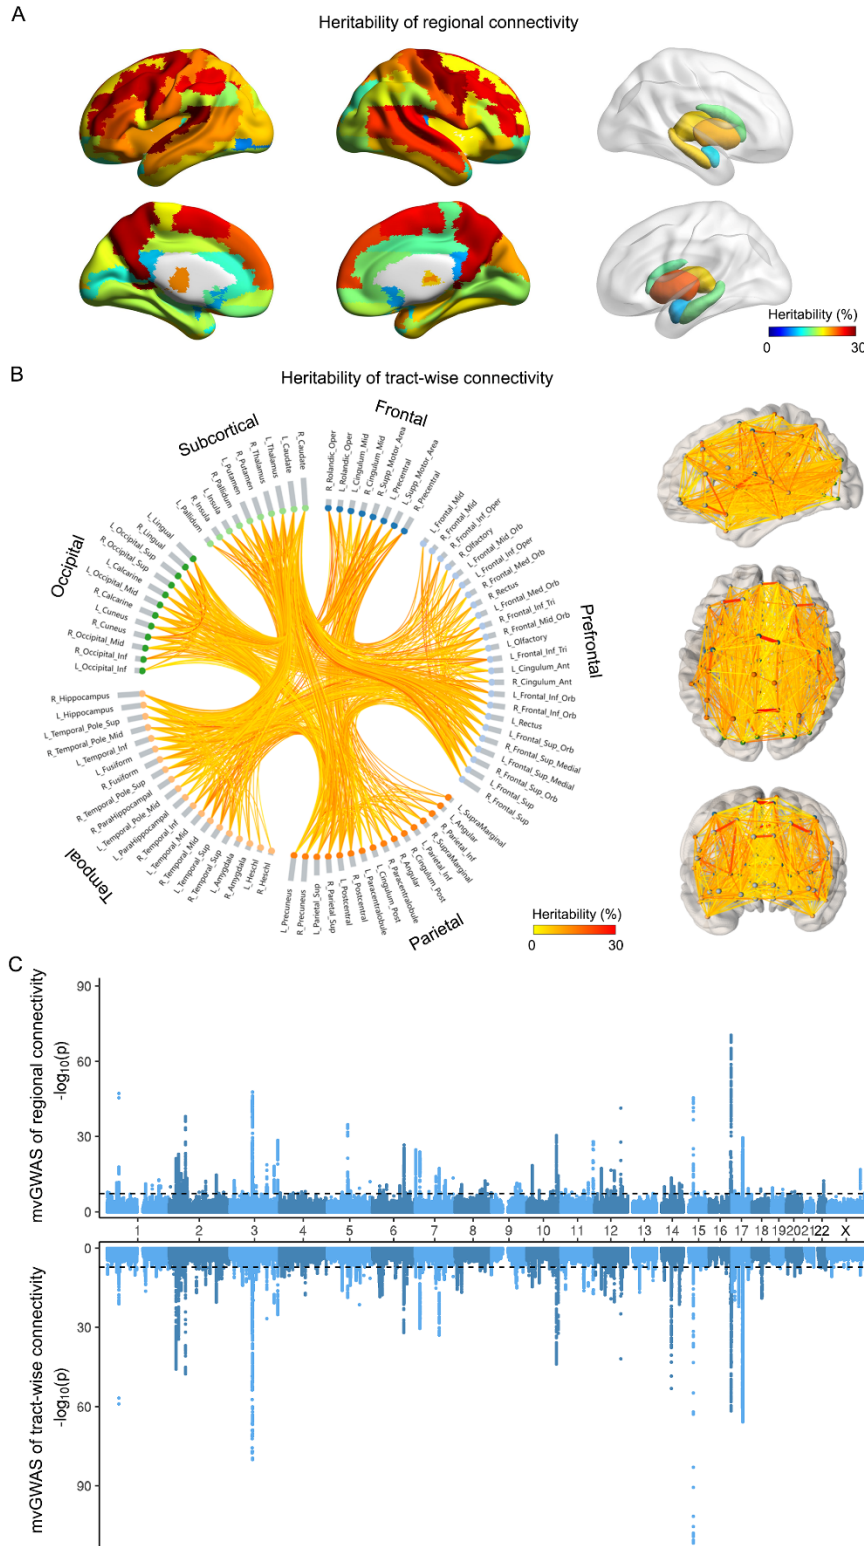 A
Heritability of regional connectivity
Heritability (%)
0
30
B
Heritability of tract-wise connectivity
Subcortical
Frontal
Occipital
Prefrontal
Temporal
Parietal
L_Pallidum
R_Insula
L_Insula
R_Pallidum
L_Putamen
R_Putamen
R_Thalamus
L_Thalamus
L_Caudate
R_Caudate
R_Rolandic_Oper
L_Rolandic_Oper
L_Cingulum_Mid
R_Cingulum_Mid
R_Supp_Motor_Area
L_Precentral
L_Supp_Motor_Area
R_Precentral
L_Frontal_Mid
R_Frontal_Mid
R_Frontal_Inf_Oper
R_Olfactory
L_Frontal_Mid_Orb
L_Frontal_Inf_Oper
R_Frontal_Med_Orb
R_Rectus
L_Frontal_Med_Orb
R_Frontal_Inf_Tri
R_Frontal_Mid_Orb
L_Olfactory
L_Frontal_Inf_Tri
L_Cingulum_Ant
R_Cingulum_Ant
L_Frontal_Inf_Orb
R_Frontal_Inf_Orb
L_Rectus
L_Frontal_Sup_Orb
R_Frontal_Sup_Medial
L_Frontal_Sup_Medial
R_Frontal_Sup_Orb
L_Frontal_Sup
R_Frontal_Sup
L_Lingual
R_Lingual
L_Occipital_Sup
R_Occipital_Sup
L_Calcarine
L_Occipital_Mid
R_Calcarine
L_Cuneus
R_Cuneus
R_Occipital_Mid
R_Occipital_Inf
L_Occipital_Inf
R_Hippocampus
L_Hippocampus
L_Temporal_Pole_Sup
R_Temporal_Pole_Mid
L_Temporal_Inf
L_Fusiform
R_Fusiform
R_Temporal_Pole_Sup
R_ParaHippocampal
L_Temporal_Pole_Mid
L_ParaHippocampal
R_Temporal_Inf
L_Temporal_Mid
R_Temporal_Mid
L_Temporal_Sup
R_Temporal_Sup
L_Amygdala
R_Amygdala
L_Heschl
R_Heschl
L_Precuneus
R_Precuneus
L_Parietal_Sup
R_Parietal_Sup
L_Postcentral
R_Postcentral
L_Paracentralobule
L_Cingulum_Post
R_Paracentralobule
R_Angular
R_Cingulum_Post
L_Parietal_Inf
R_SupraMarginal
R_Parietal_Inf
L_Angular
L_SupraMarginal
Heritability (%)
0
30
C
mvGWAS of regional connectivity
-log10(p)
90
60
30
0
1 2 3 4 5 6 7 8 9 10 11 12 13 14 15 16 17 18 19 20 21 22 X
mvGWAS of tract-wise connectivity
-log10(p)
0
30
60
90